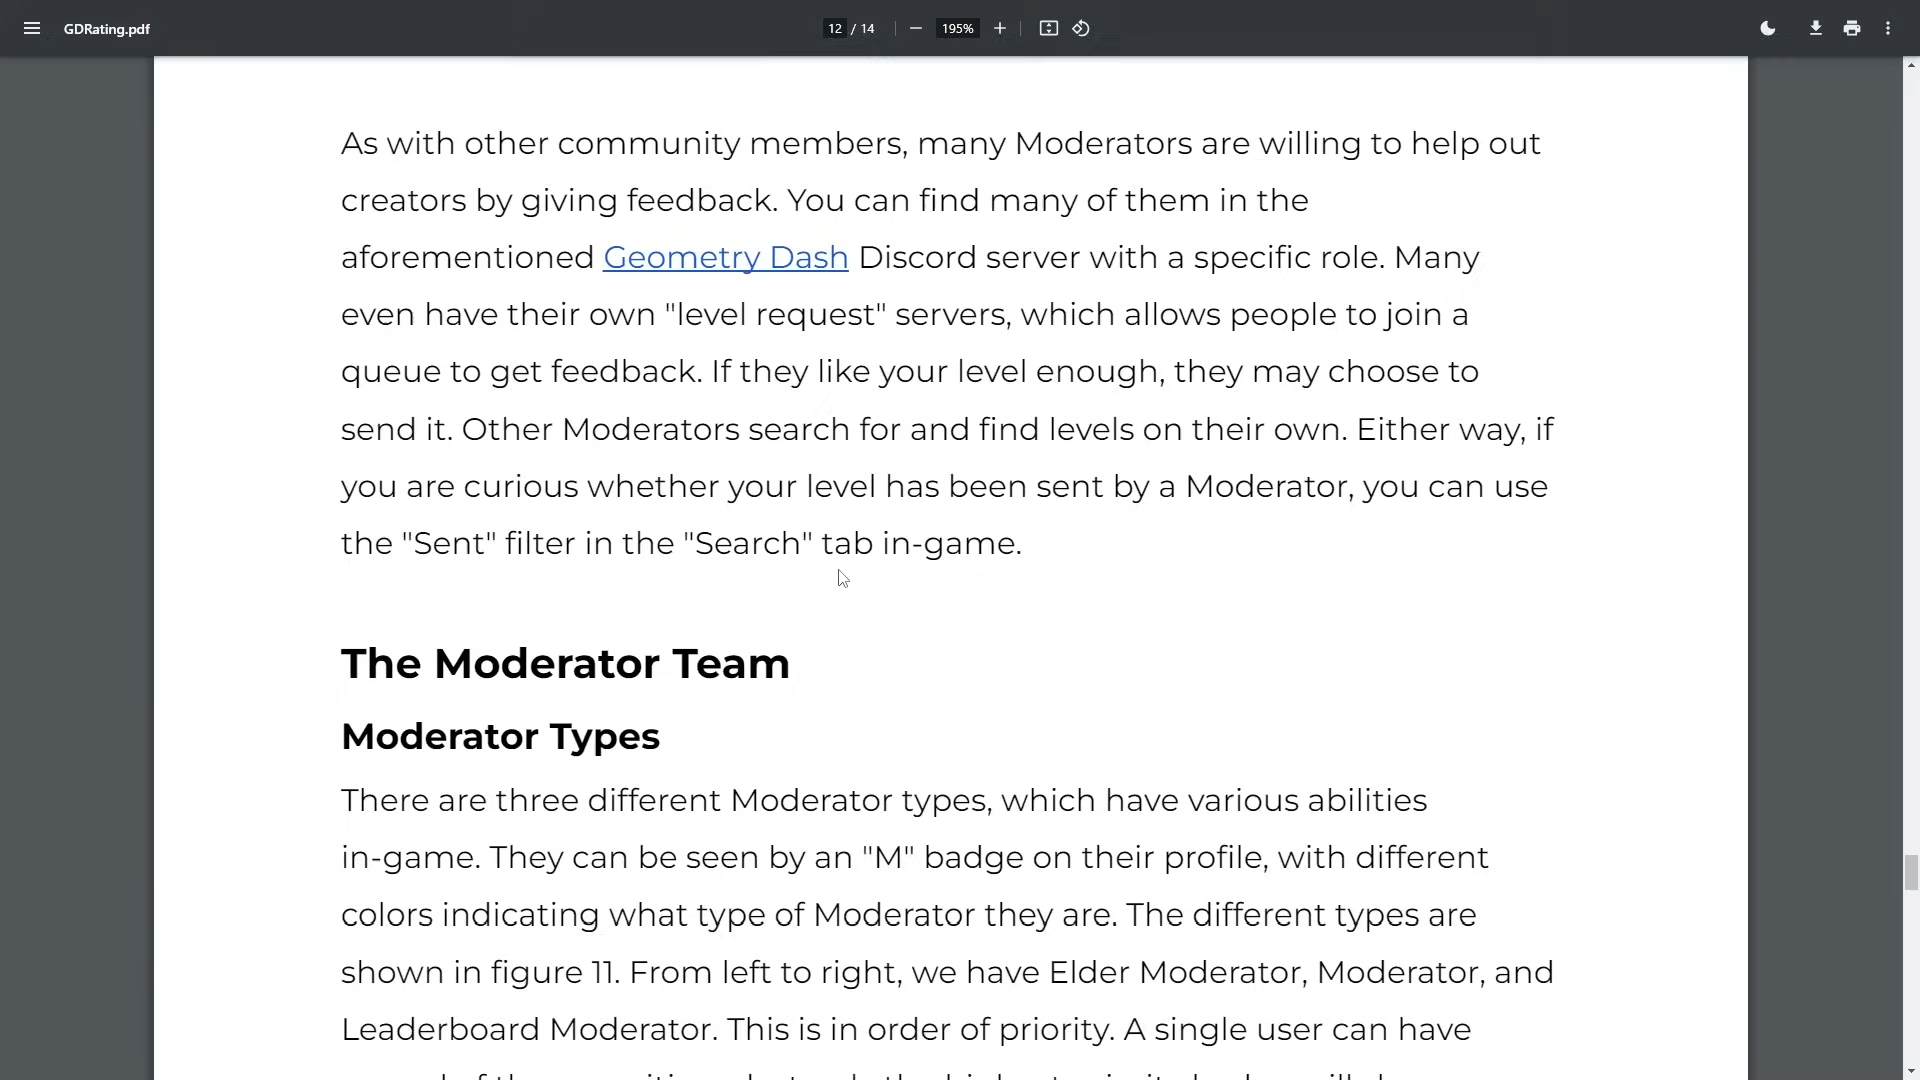 GDRating.pdf
12 / 14
195%
As with other community members, many Moderators are willing to help out
creators by giving feedback. You can find many of them in the
aforementioned Geometry Dash Discord server with a specific role. Many
even have their own "level request" servers, which allows people to join a
queue to get feedback. If they like your level enough, they may choose to
send it. Other Moderators search for and find levels on their own. Either way, if
you are curious whether your level has been sent by a Moderator, you can use
the "Sent" filter in the "Search" tab in-game.
The Moderator Team
Moderator Types
There are three different Moderator types, which have various abilities
in-game. They can be seen by an "M" badge on their profile, with different
colors indicating what type of Moderator they are. The different types are
shown in figure 11. From left to right, we have Elder Moderator, Moderator, and
Leaderboard Moderator. This is in order of priority. A single user can have